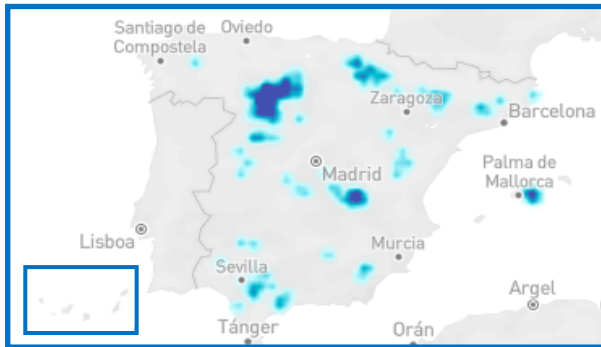 Santiago de
Compostela
Oviedo
Zaragoza
Barcelona
Madrid
Palma de
Mallorca
Lisboa
Murcia
Sevilla
Argel
Tánger
Orán